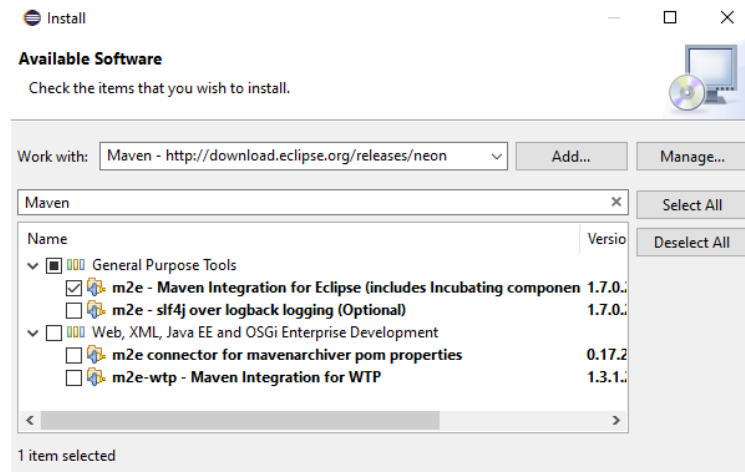 Install
Available Software
Check the items that you wish to install.
Work with: Maven - http://download.eclipse.org/releases/neon Add... Manage...
Maven
Select All
Deselect All
Name Versio
General Purpose Tools
m2e - Maven Integration for Eclipse (includes Incubating componen 1.7.0.2
m2e - slf4j over logback logging (Optional) 1.7.0.2
Web, XML, Java EE and OSGi Enterprise Development
m2e connector for mavenarchiver pom properties 0.17.2
m2e-wtp - Maven Integration for WTP 1.3.1.2
1 item selected